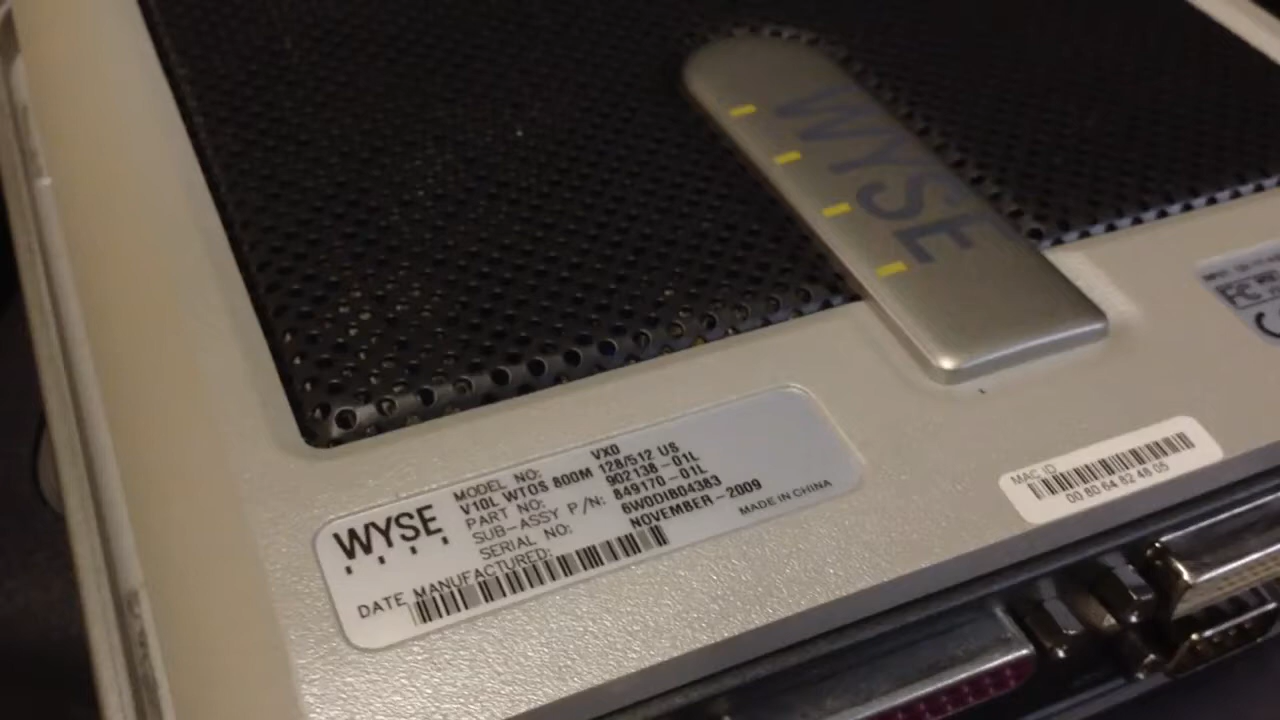 WYSE
WYSE
MODEL NO: VX0
V10L WTOS 800M 128/512 US
PART NO: 902138-01L
SUB-ASSY P/N: 849170-01L
SERIAL NO: 6W0DIB04383
DATE MANUFACTURED: NOVEMBER-2009
MADE IN CHINA
MAC ID
00 80 64 82 48 05